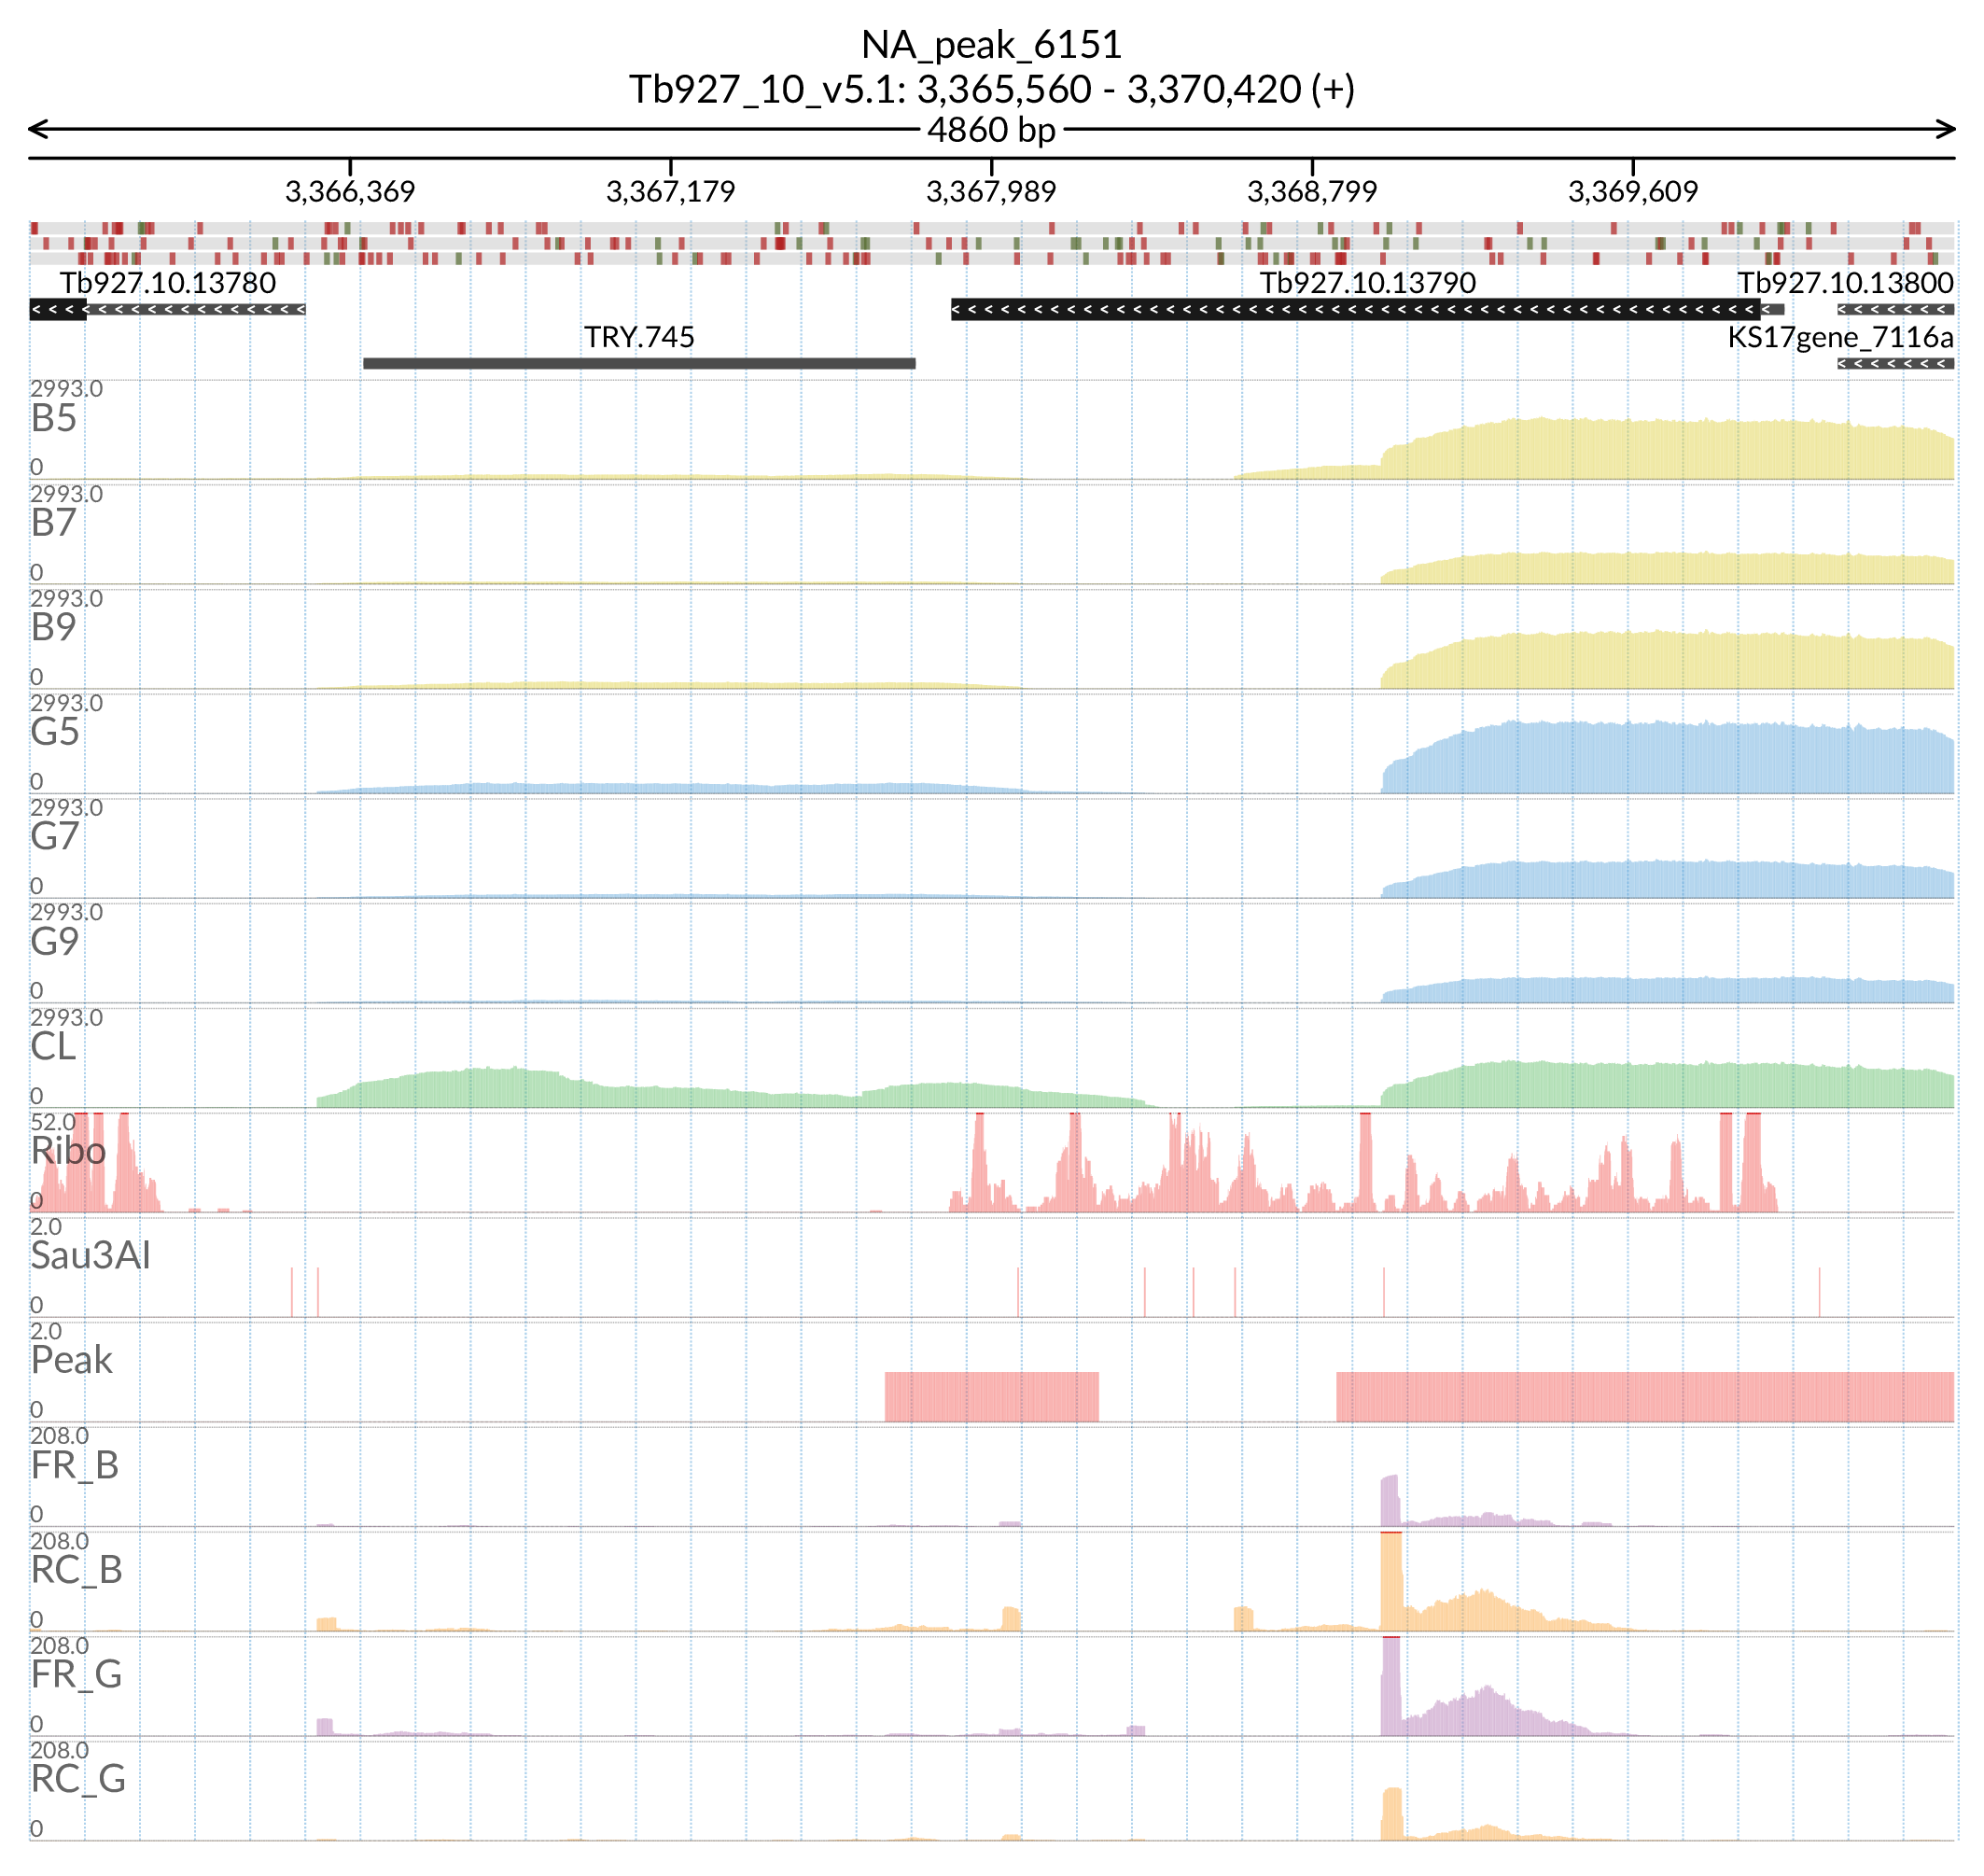 NA_peak_6151
Tb927_10_v5.1: 3,365,560 - 3,370,420 (+)
4860 bp
3,366,369 3,367,179 3,367,989 3,368,799 3,369,609
Tb927.10.13780 Tb927.10.13790 Tb927.10.13800
TRY.745 KS17gene_7116a
2993.0
B5
0
2993.0
B7
0
2993.0
B9
0
2993.0
G5
0
2993.0
G7
0
2993.0
G9
0
2993.0
CL
0
52.0
Ribo
0
2.0
Sau3AI
0
2.0
Peak
0
208.0
FR_B
0
208.0
RC_B
0
208.0
FR_G
0
208.0
RC_G
0